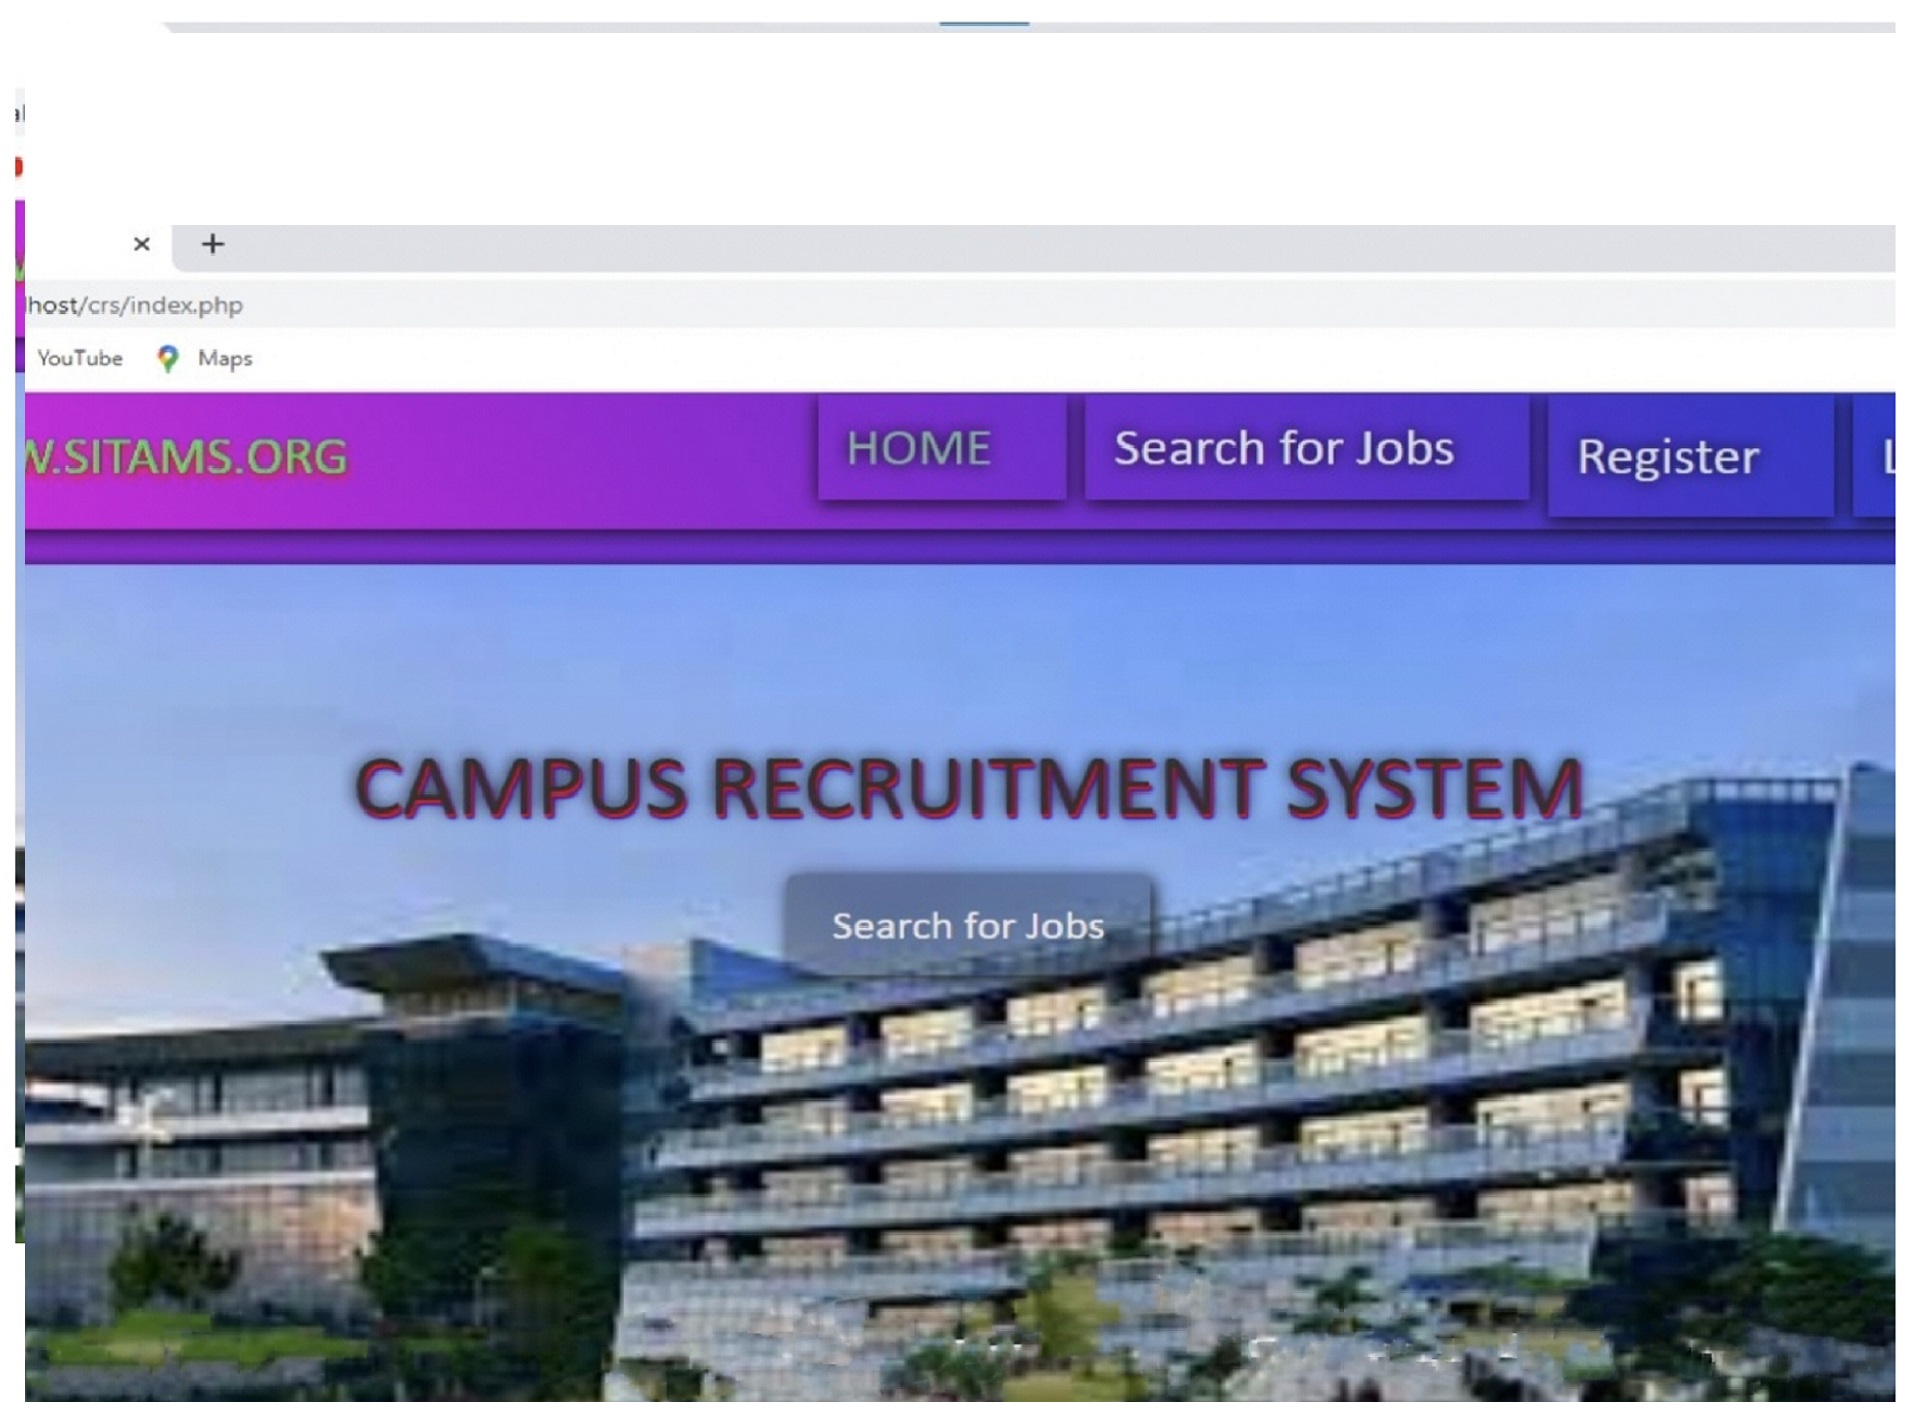 host/crs/index.php
YouTube Maps
W.SITAMS.ORG HOME Search for Jobs Register L
CAMPUS RECRUITMENT SYSTEM
Search for Jobs